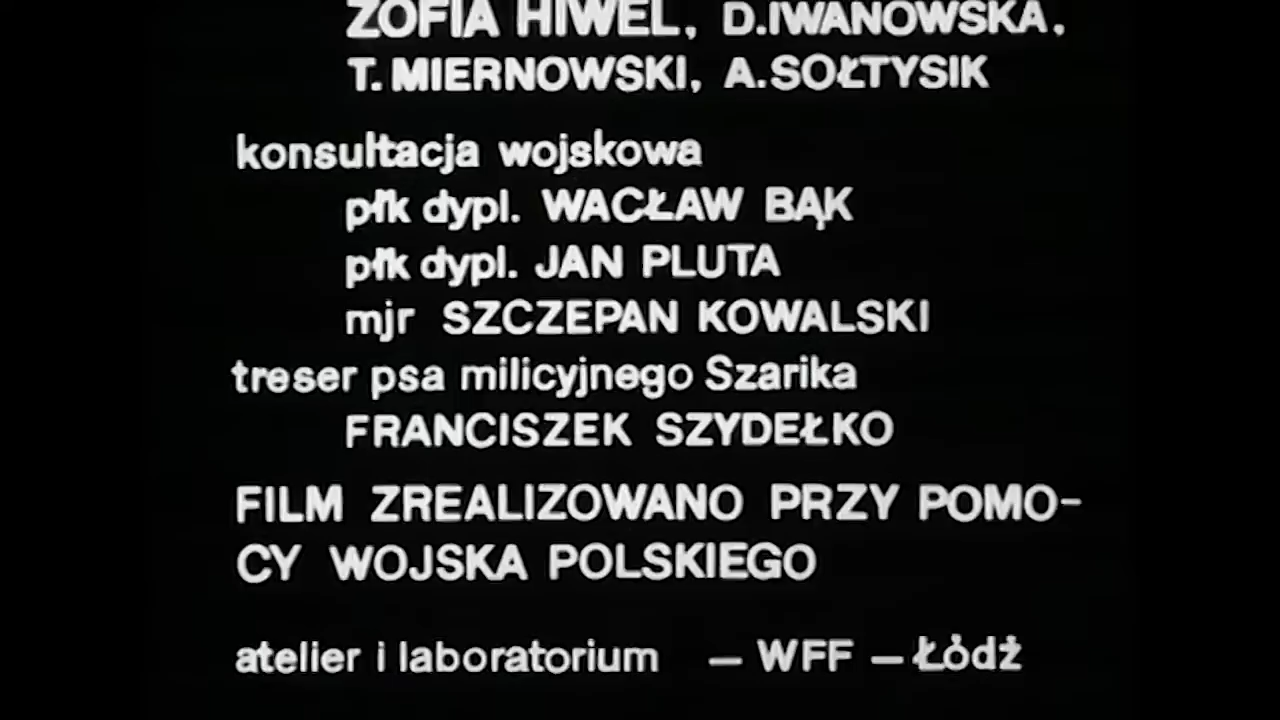 ZOFIA HIWEL, D.IWANOWSKA,
T. MIERNOWSKI, A.SOŁTYSIK
konsultacja wojskowa
płk dypl. WACŁAW BĄK
płk dypl. JAN PLUTA
mjr SZCZEPAN KOWALSKI
treser psa milicyjnego Szarika
FRANCISZEK SZYDEŁKO
FILM ZREALIZOWANO PRZY POMO-
CY WOJSKA POLSKIEGO
atelier i laboratorium – WFF – Łódź